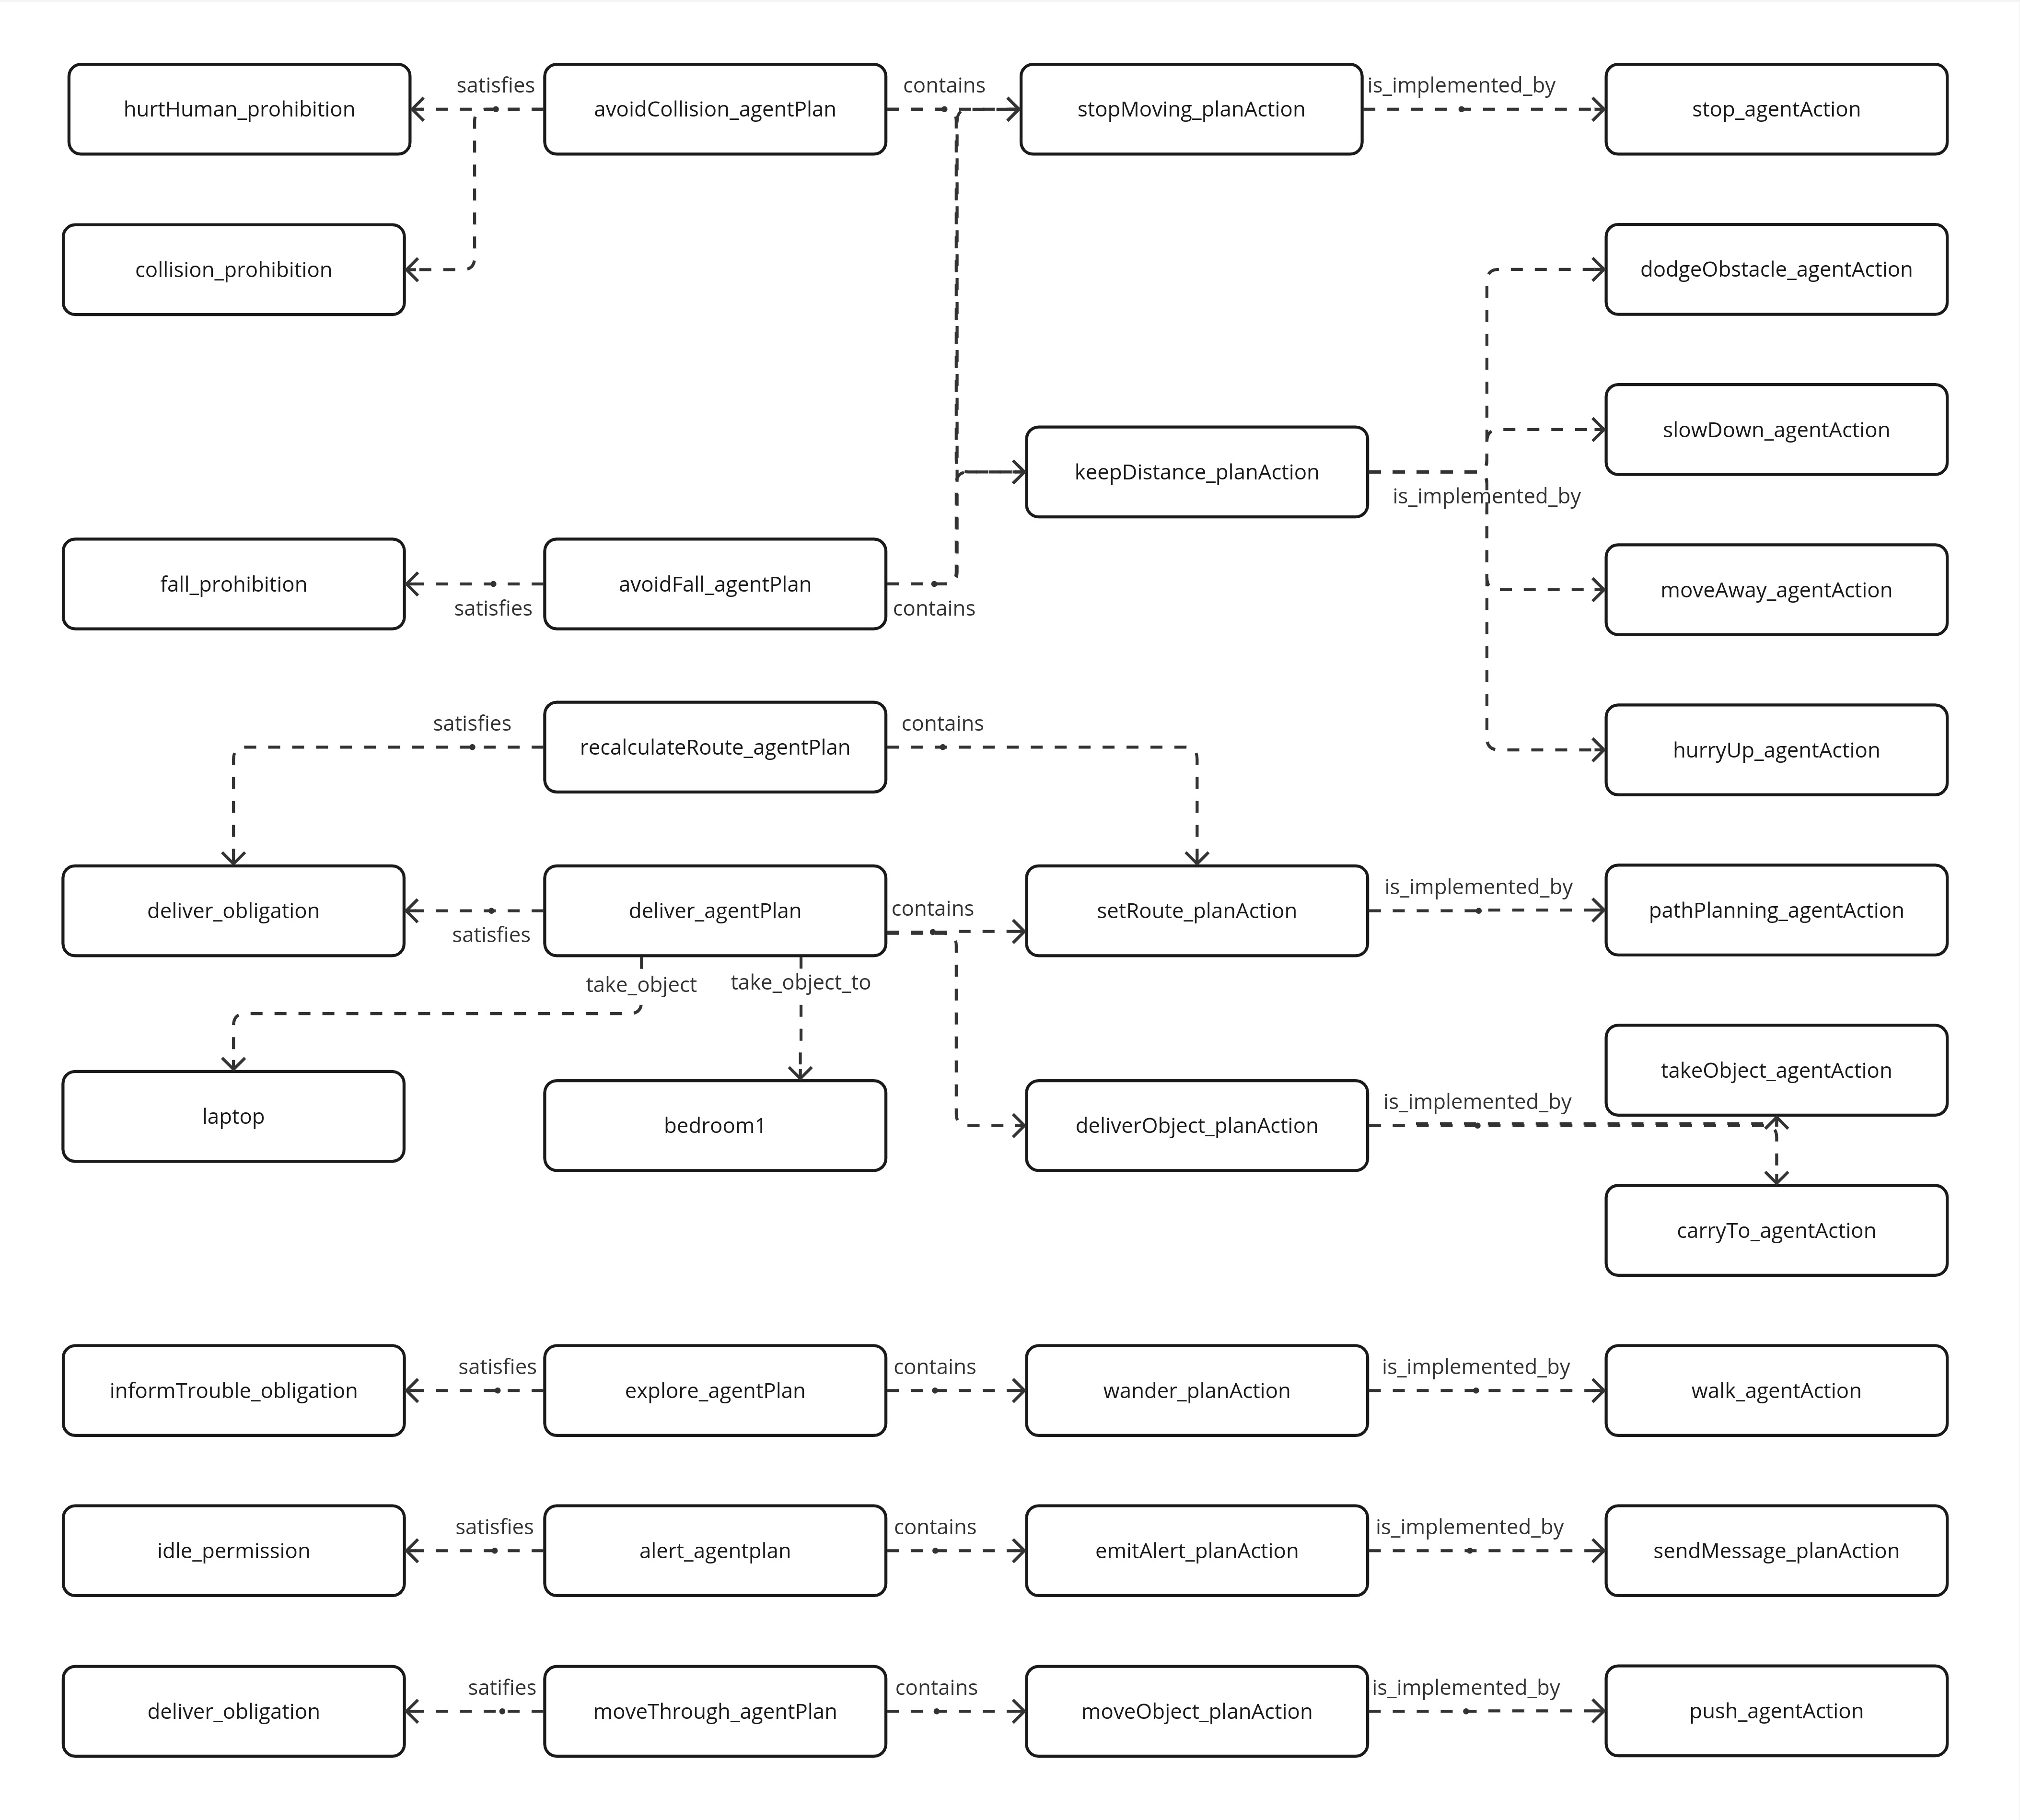 hurtHuman_prohibition
satisfies
avoidCollision_agentPlan
contains
stopMoving_planAction
is_implemented_by
stop_agentAction
collision_prohibition
dodgeObstacle_agentAction
slowDown_agentAction
keepDistance_planAction
is_implemented_by
fall_prohibition
satisfies
avoidFall_agentPlan
contains
moveAway_agentAction
satisfies
recalculateRoute_agentPlan
contains
hurryUp_agentAction
deliver_obligation
satisfies
deliver_agentPlan
contains
setRoute_planAction
is_implemented_by
pathPlanning_agentAction
take_object
take_object_to
laptop
bedroom1
deliverObject_planAction
is_implemented_by
takeObject_agentAction
carryTo_agentAction
informTrouble_obligation
satisfies
explore_agentPlan
contains
wander_planAction
is_implemented_by
walk_agentAction
idle_permission
satisfies
alert_agentplan
contains
emitAlert_planAction
is_implemented_by
sendMessage_planAction
deliver_obligation
satifies
moveThrough_agentPlan
contains
moveObject_planAction
is_implemented_by
push_agentAction